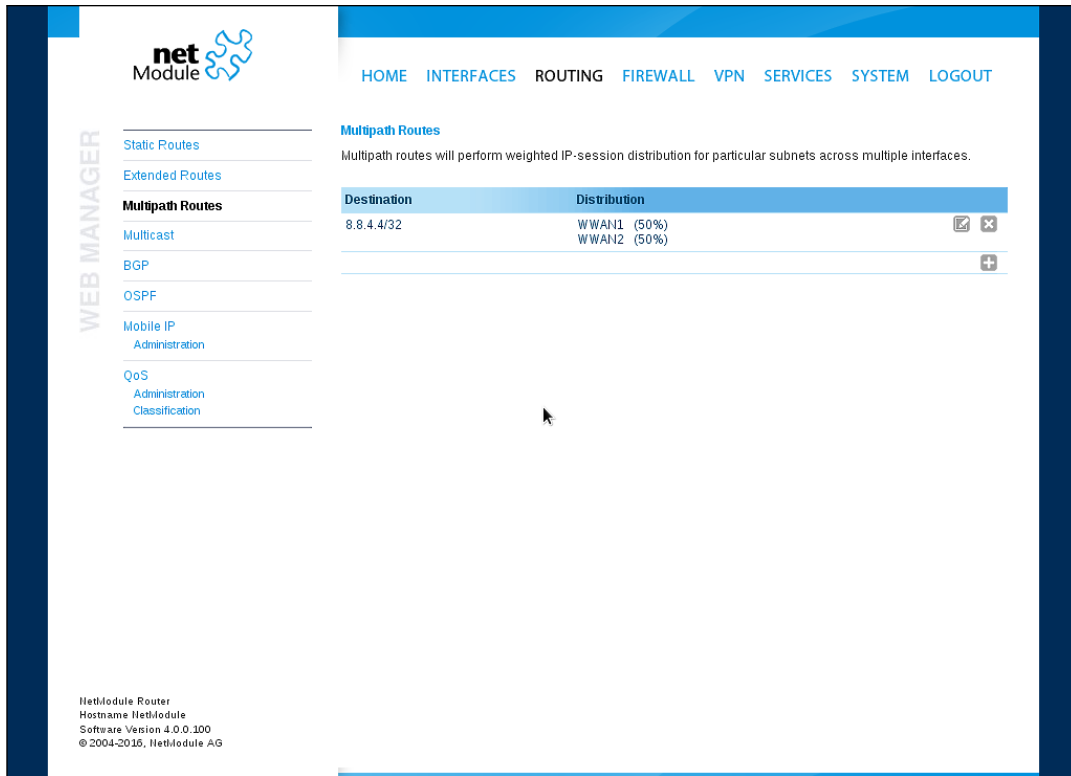 net
Module
HOME INTERFACES ROUTING FIREWALL VPN SERVICES SYSTEM LOGOUT
WEB MANAGER
Static Routes
Extended Routes
Multipath Routes
Multicast
BGP
OSPF
Mobile IP
Administration
QoS
Administration
Classification
Multipath Routes
Multipath routes will perform weighted IP-session distribution for particular subnets across multiple interfaces.
Destination Distribution
8.8.4.4/32 WWAN1 (50%)
WWAN2 (50%)
NetModule Router
Hostname NetModule
Software Version 4.0.0.100
© 2004-2016, NetModule AG